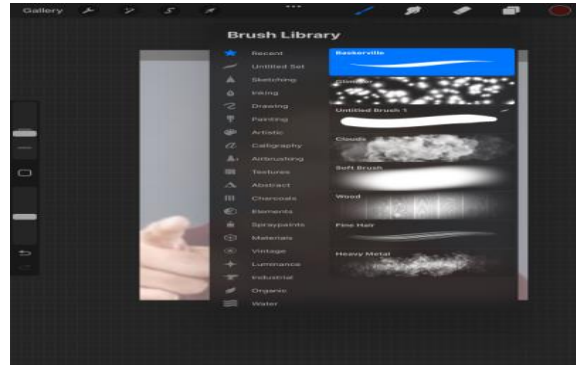 Gallery
Brush Library
Recent
Untitled Set
Sketching
Inking
Drawing
Painting
Artistic
Calligraphy
Airbrushing
Textures
Abstract
Charcoals
Elements
Spraypaints
Materials
Vintage
Luminance
Industrial
Organic
Water
Baskerville
Glimmer
Untitled Brush 1
Clouds
Soft Brush
Wood
Fine Hair
Heavy Metal